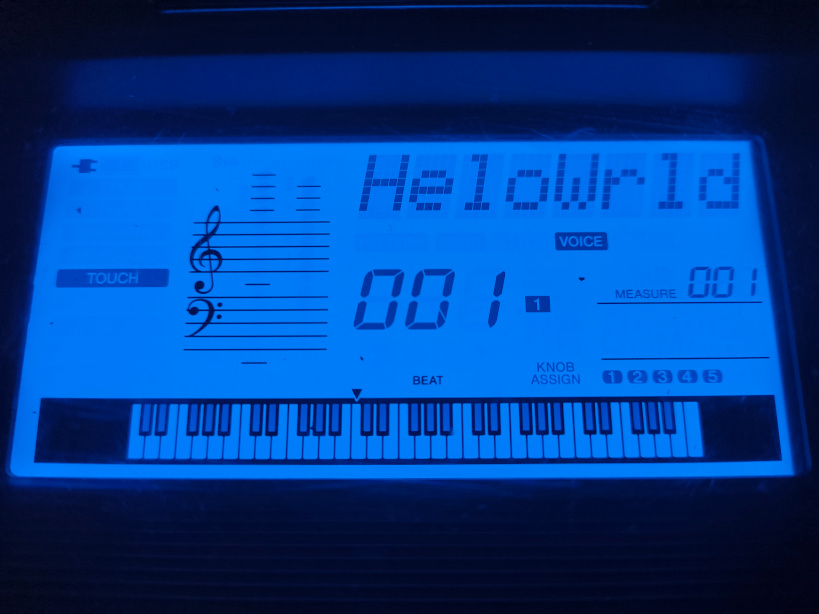 HeloWrld
VOICE
TOUCH
001 1
MEASURE 001
BEAT
KNOB
ASSIGN
1 2 3 4 5